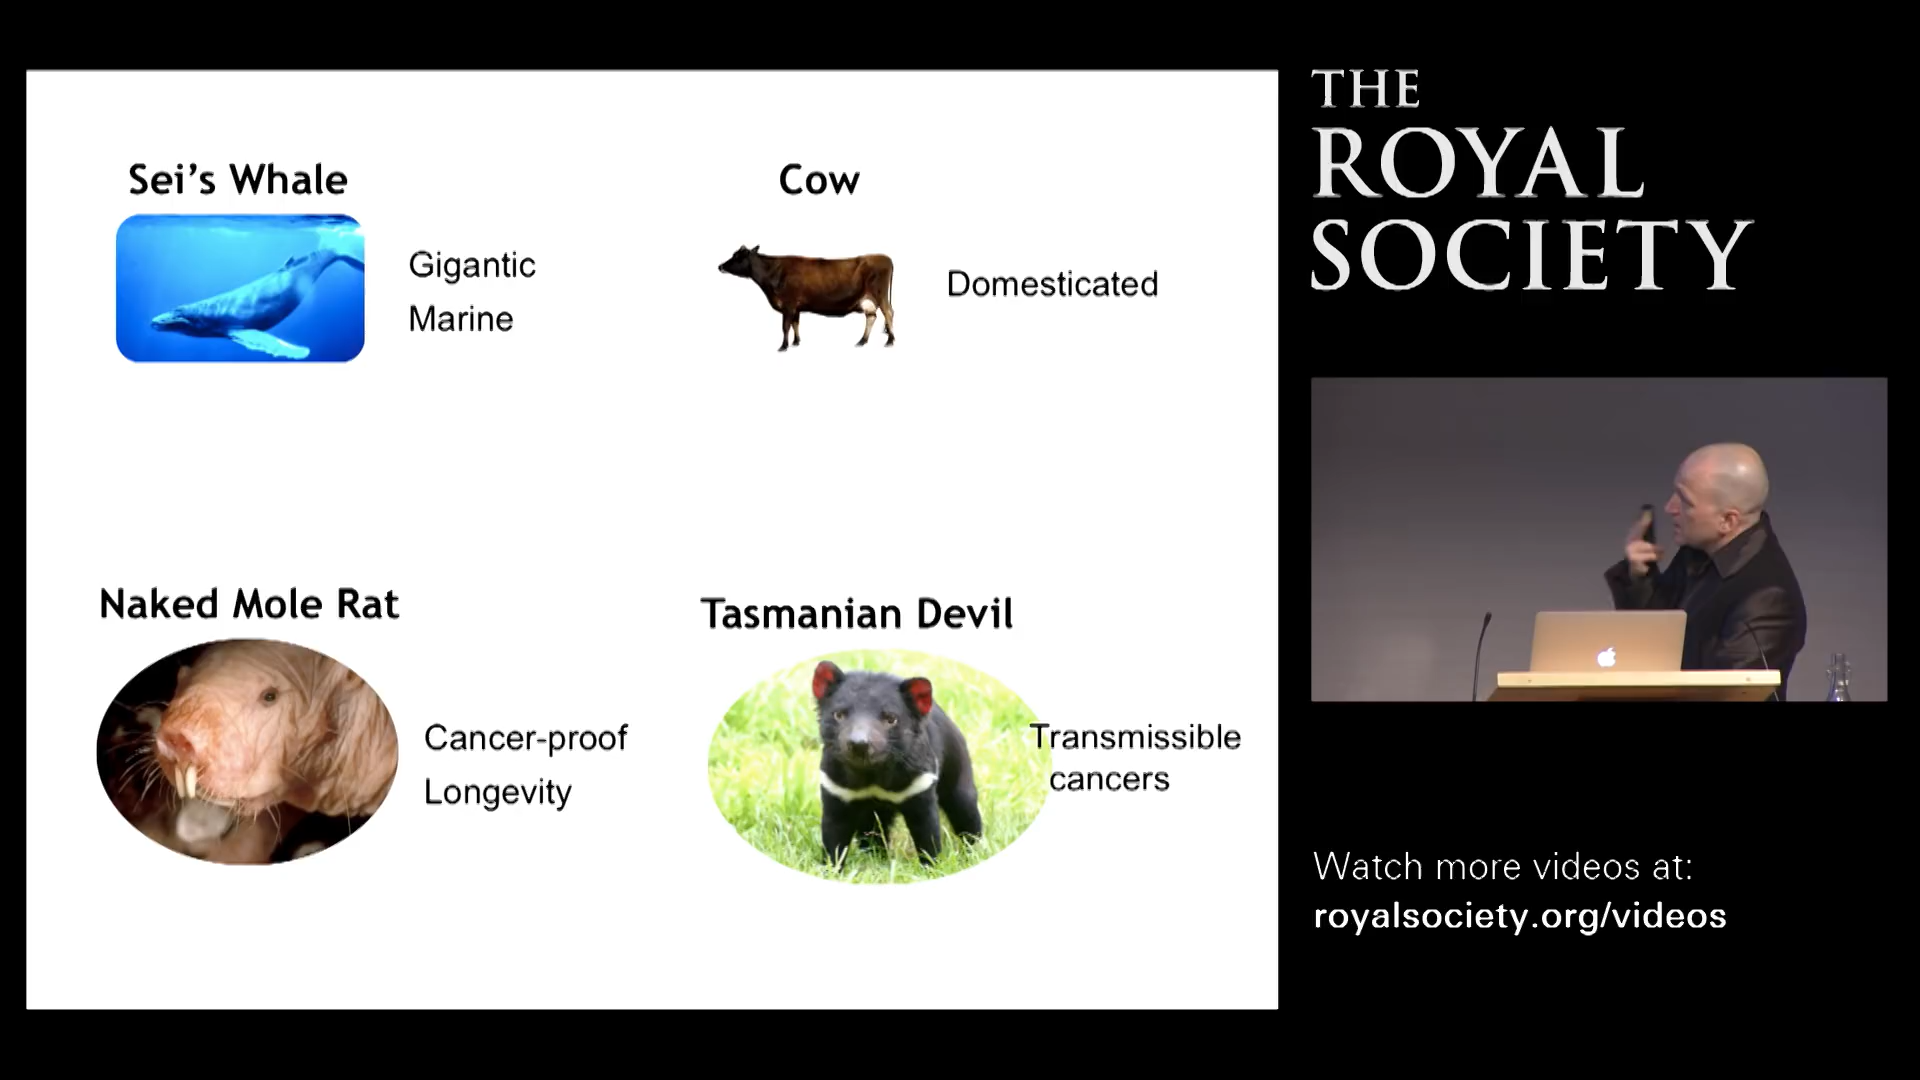 Sei's Whale
Gigantic
Marine
Cow
Domesticated
Naked Mole Rat
Cancer-proof
Longevity
Tasmanian Devil
Transmissible
cancers
THE
ROYAL
SOCIETY
Watch more videos at:
royalsociety.org/videos